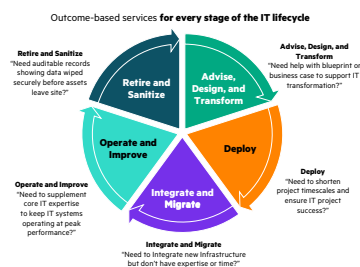 Outcome-based services for every stage of the IT lifecycle
Retire and Sanitize
"Need auditable records
showing data wiped
securely before assets
leave site?"
Advise, Design, and
Transform
"Need help with blueprint or
business case to support IT
transformation?"
Retire and
Sanitize
Advise,
Design, and
Transform
Operate and
Improve
Deploy
Integrate and
Migrate
Operate and Improve
"Need to supplement
core IT expertise
to keep IT systems
operating at peak
performance?"
Deploy
"Need to shorten
project timescales and
ensure IT project
success?"
Integrate and Migrate
"Need to Integrate new Infrastructure
but don't have expertise or time?"